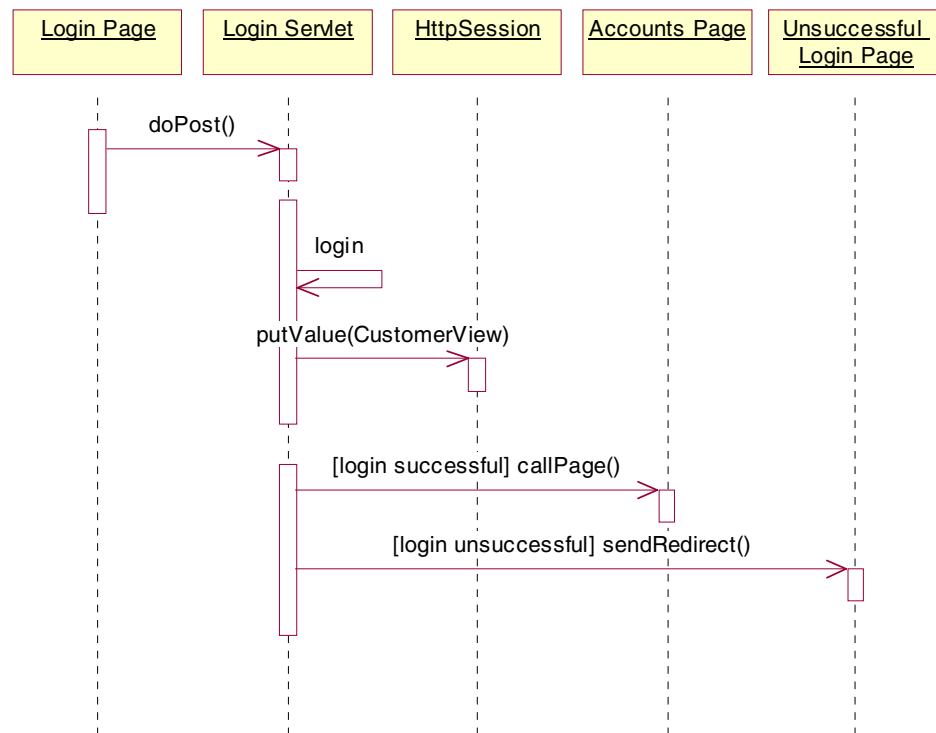 Login Page
Login Servlet
HttpSession
Accounts Page
Unsuccessful
Login Page
doPost()
login
putValue(CustomerView)
[login successful] callPage()
[login unsuccessful] sendRedirect()